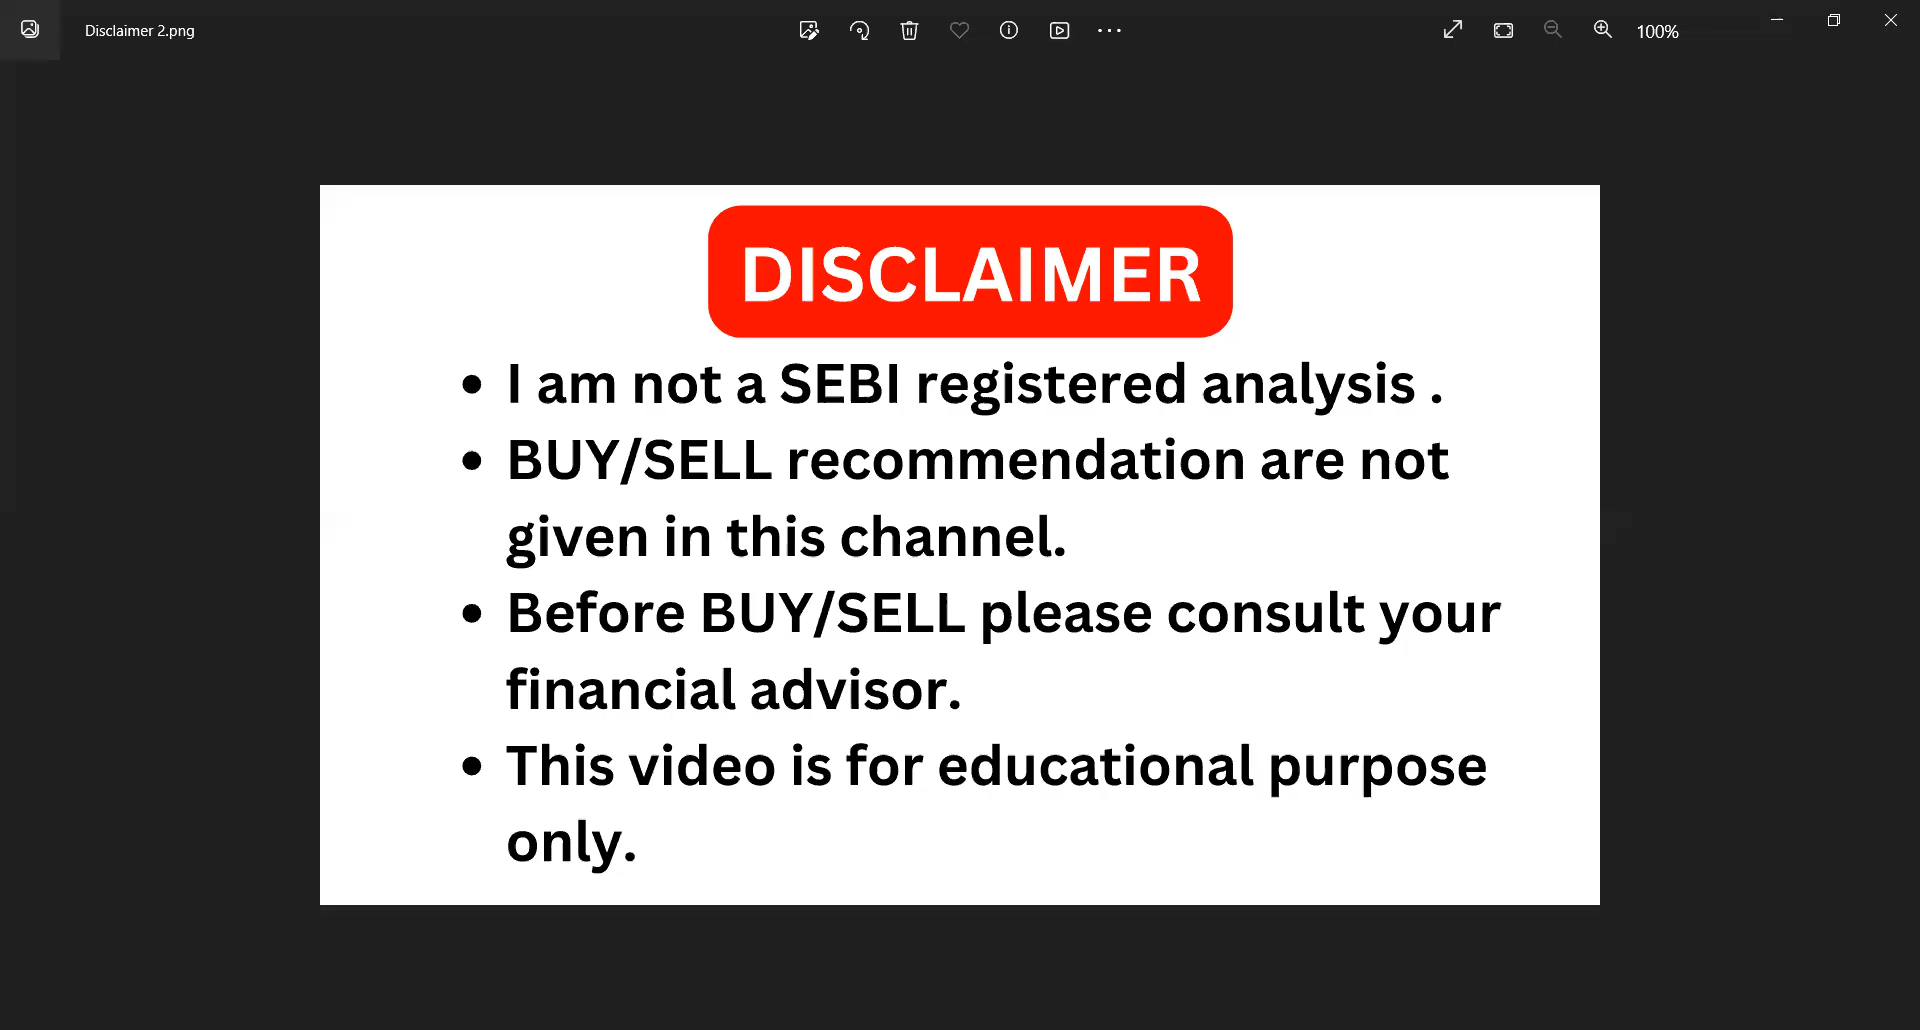 Disclaimer 2.png
100%
DISCLAIMER
• I am not a SEBI registered analysis .
• BUY/SELL recommendation are not
given in this channel.
• Before BUY/SELL please consult your
financial advisor.
• This video is for educational purpose
only.